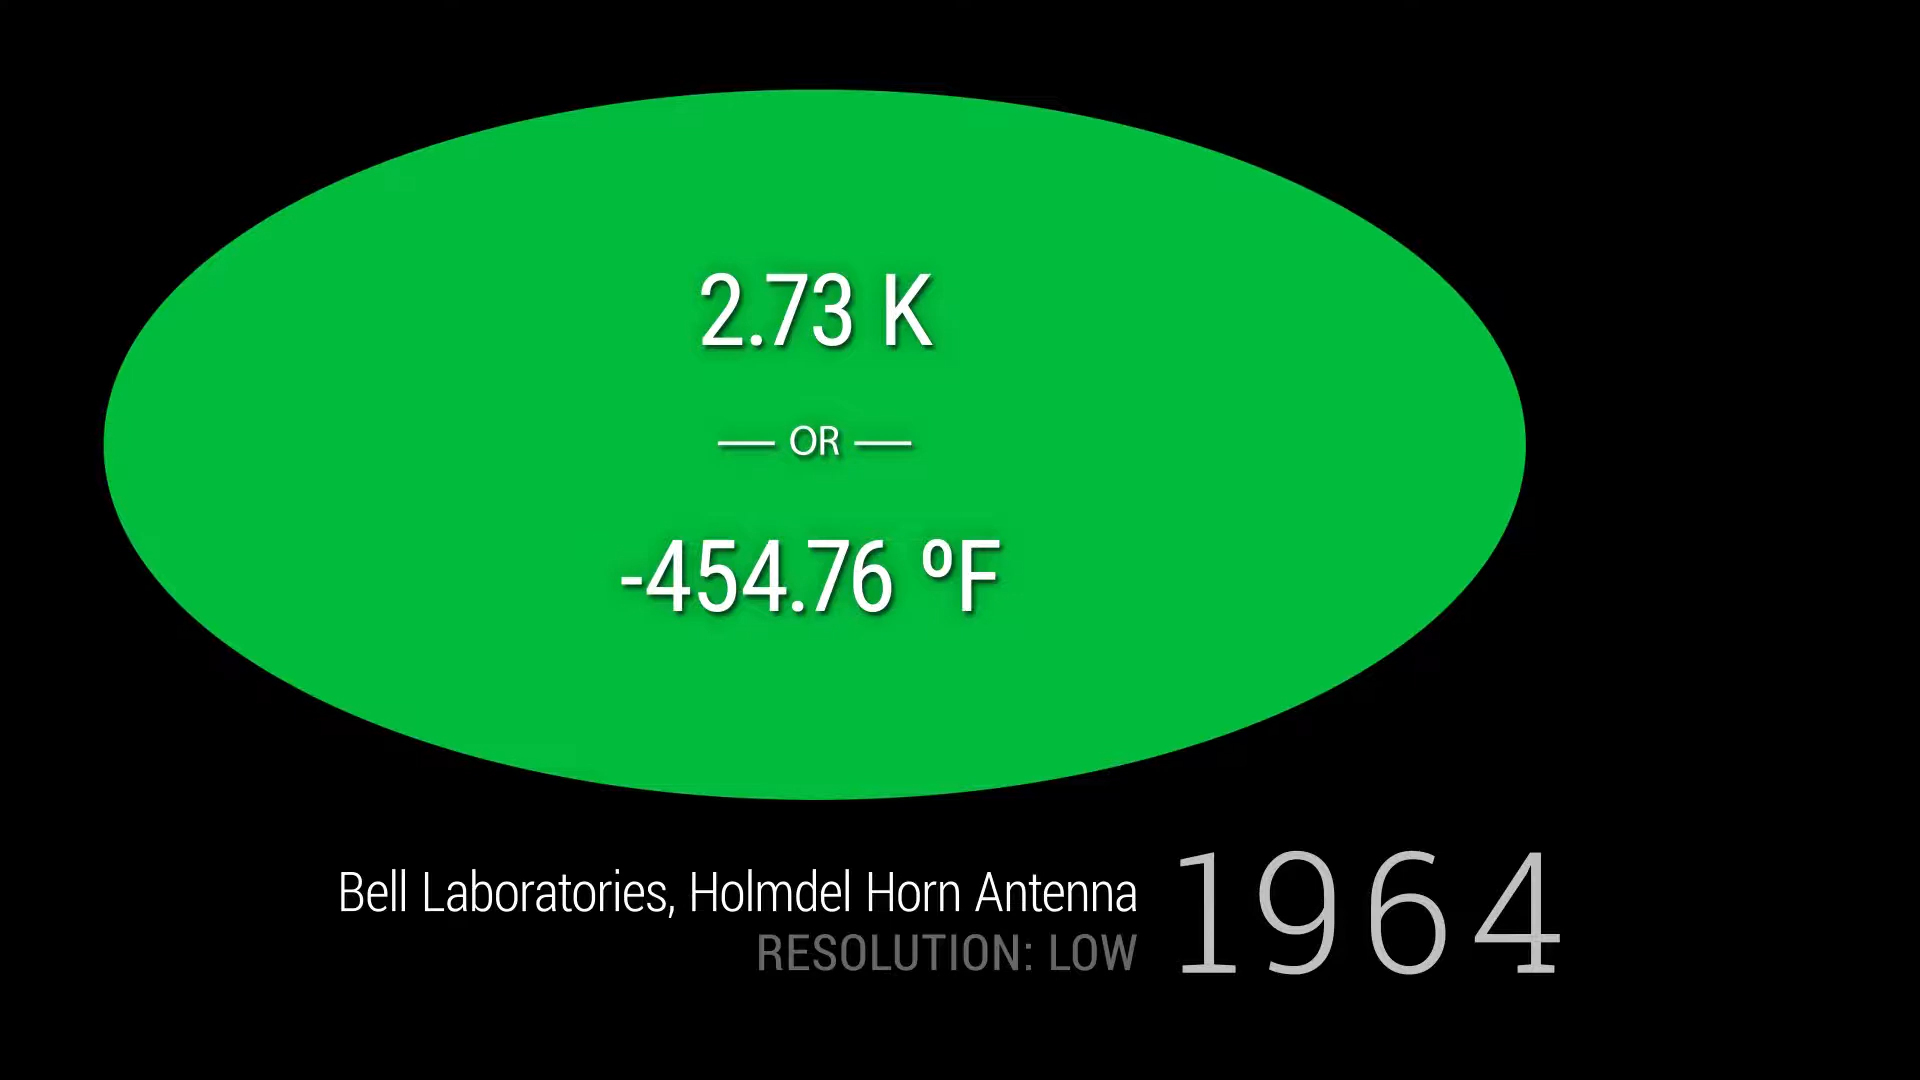 2.73 K
— OR —
-454.76 ºF
Bell Laboratories, Holmdel Horn Antenna
RESOLUTION: LOW
1964